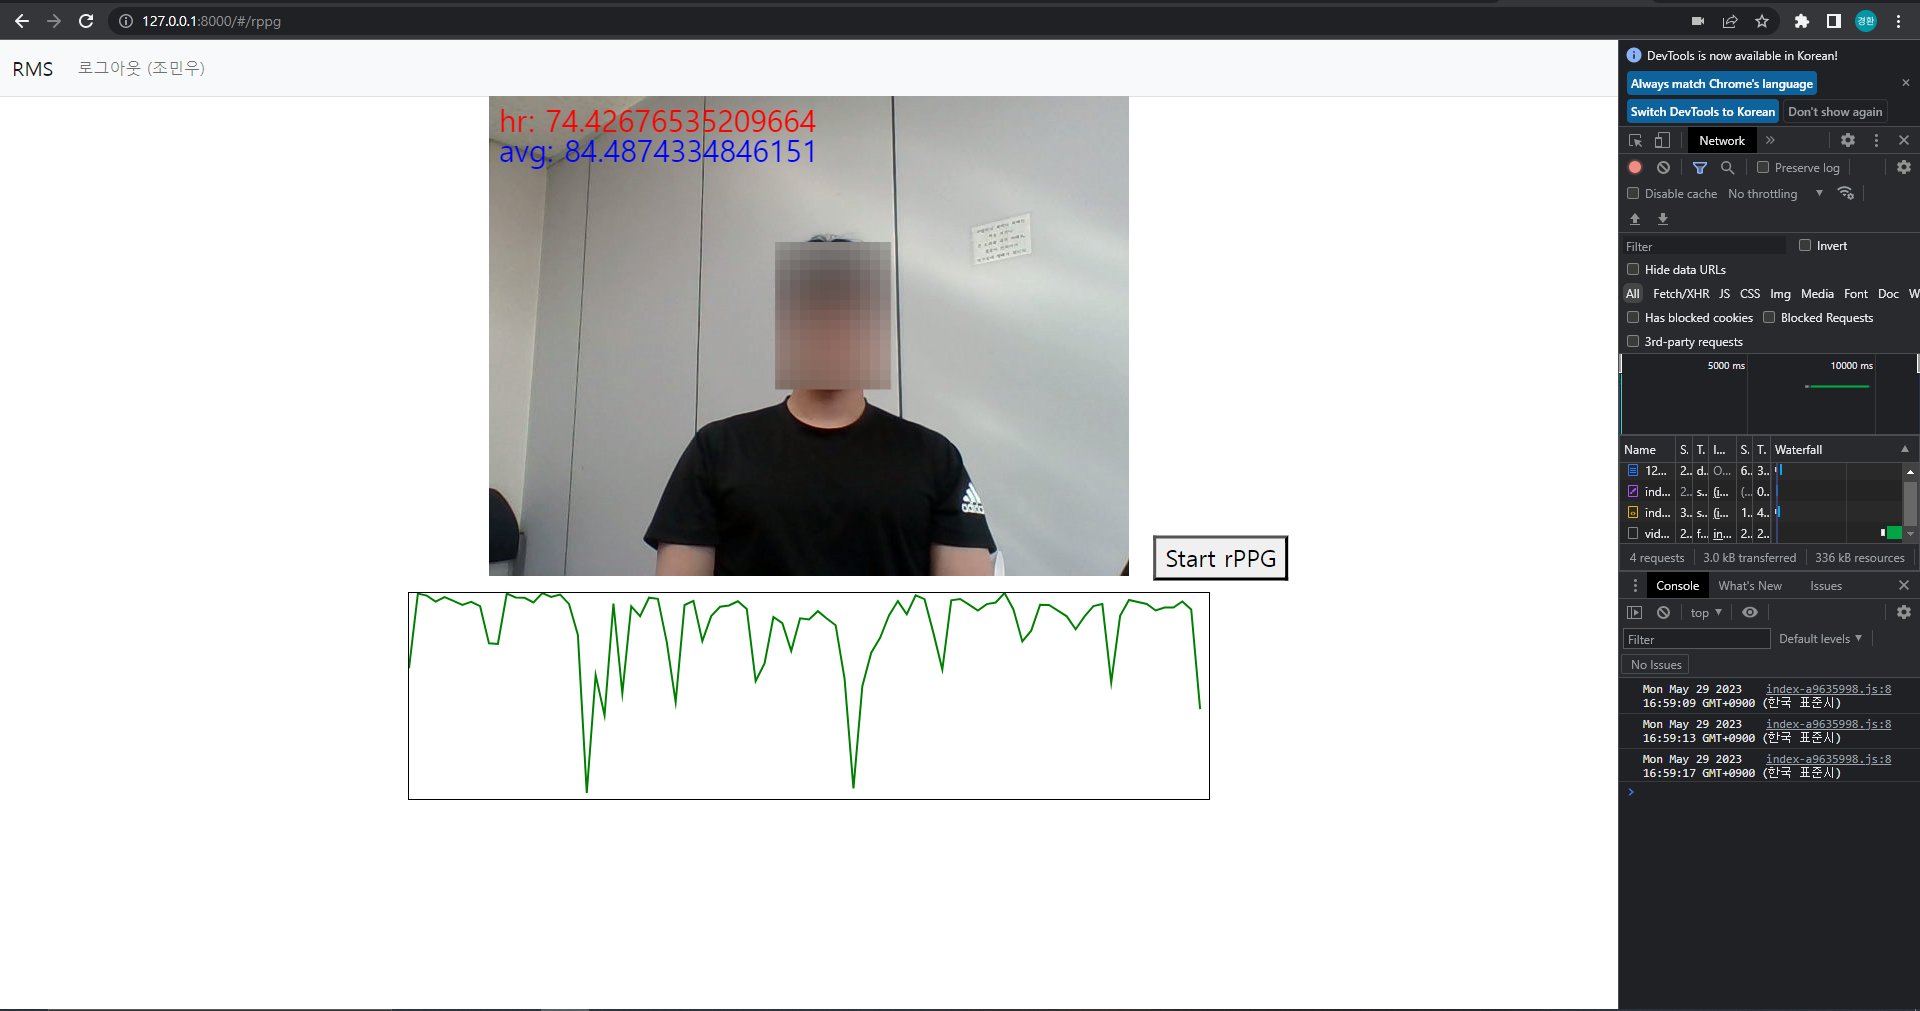 127.0.0.1:8000/#/rppg
경환
RMS 로그아웃 (조민우)
hr: 74.42676535209664
avg: 84.4874334846151
adidas
Start rPPG
DevTools is now available in Korean!
Always match Chrome's language
Switch DevTools to Korean Don't show again
Network
Preserve log
Disable cache No throttling
Filter Invert
Hide data URLs
All Fetch/XHR JS CSS Img Media Font Doc W
Has blocked cookies Blocked Requests
3rd-party requests
5000 ms 10000 ms
Name S. T. I... S. T. Waterfall
12... 2.. d.. O... 6.. 3..
ind... 2.. s.. (i... (... 0..
ind... 3.. s.. (i... 1.. 4..
vid... 2.. f... in... 2.. 2..
4 requests 3.0 kB transferred 336 kB resources
Console What's New Issues
top
Filter Default levels
No Issues
Mon May 29 2023 index-a9635998.js:8
16:59:09 GMT+0900 (한국 표준시)
Mon May 29 2023 index-a9635998.js:8
16:59:13 GMT+0900 (한국 표준시)
Mon May 29 2023 index-a9635998.js:8
16:59:17 GMT+0900 (한국 표준시)